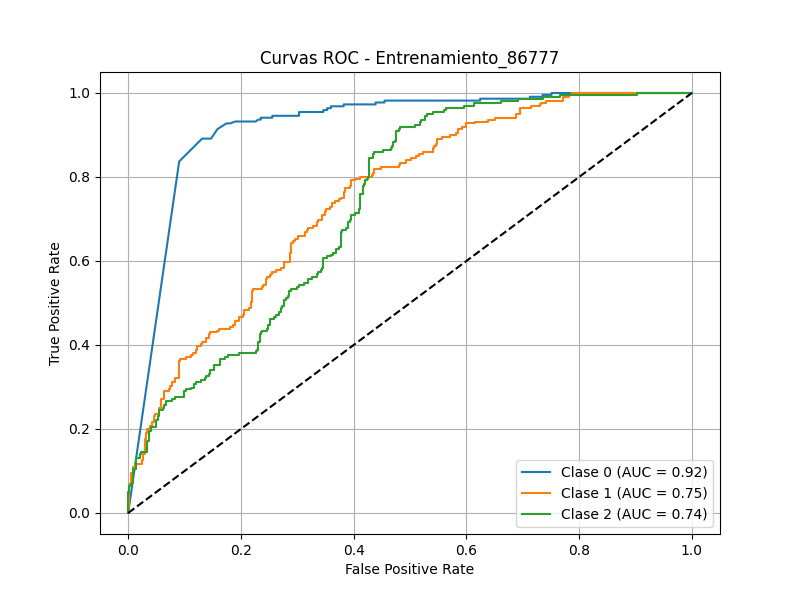 Curvas ROC - Entrenamiento_86777
True Positive Rate
1.0
0.8
0.6
0.4
0.2
0.0
0.0 0.2 0.4 0.6 0.8 1.0
False Positive Rate
Clase 0 (AUC = 0.92)
Clase 1 (AUC = 0.75)
Clase 2 (AUC = 0.74)